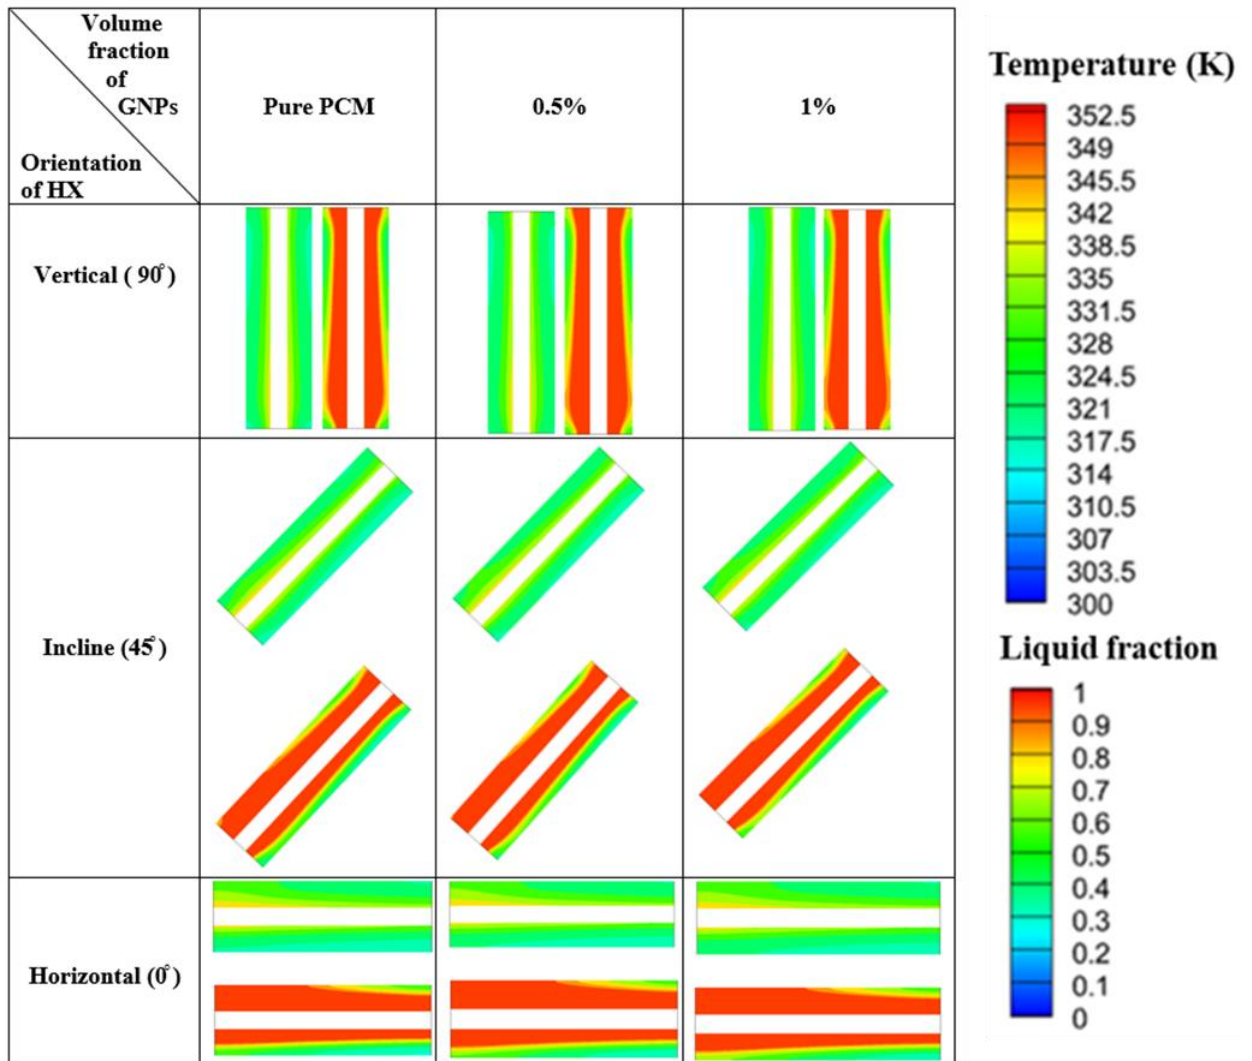 Volume
fraction
of
GNPs
Orientation
of HX
Pure PCM
0.5%
1%
Vertical ( 90°)
Incline (45°)
Horizontal (0°)
Temperature (K)
352.5
349
345.5
342
338.5
335
331.5
328
324.5
321
317.5
314
310.5
307
303.5
300
Liquid fraction
1
0.9
0.8
0.7
0.6
0.5
0.4
0.3
0.2
0.1
0